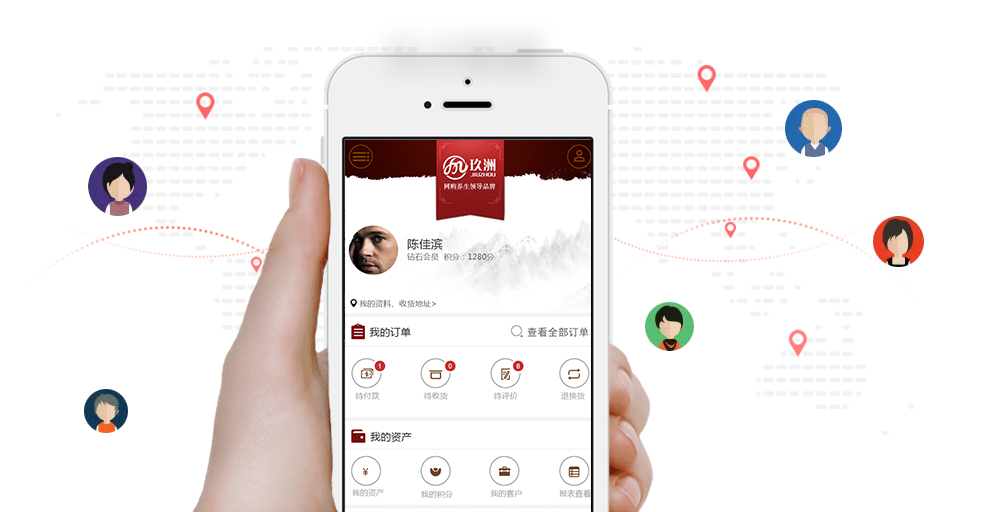 玖洲
JIUZHOU
网购养生领导品牌
陈佳滨
钻石会员 积分：1280分
我的资料、收货地址>
我的订单 查看全部订单
1 0 8
待付款 待收货 待评价 退换货
我的资产
¥
我的资产 我的积分 我的客户 报表查看